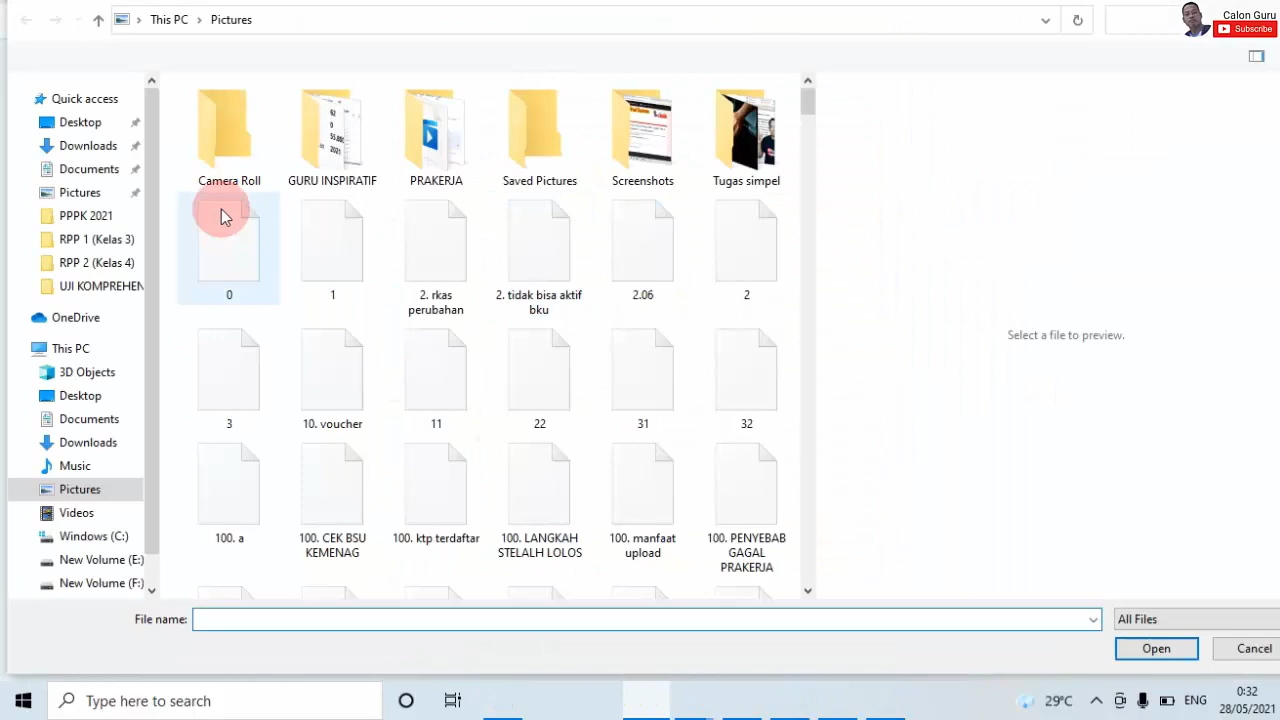 This PC > Pictures
Calon Guru
Subscribe
Quick access
Desktop
Downloads
Documents
Pictures
PPPK 2021
RPP 1 (Kelas 3)
RPP 2 (Kelas 4)
UJI KOMPREHEN
OneDrive
This PC
3D Objects
Desktop
Documents
Downloads
Music
Pictures
Videos
Windows (C:)
New Volume (E:)
New Volume (F:)
Camera Roll
GURU INSPIRATIF
PRAKERJA
Saved Pictures
Screenshots
Tugas simpel
0
1
2. rkas
perubahan
2. tidak bisa aktif
bku
2.06
2
3
10. voucher
11
22
31
32
100. a
100. CEK BSU
KEMENAG
100. ktp terdaftar
100. LANGKAH
STELALH LOLOS
100. manfaat
upload
100. PENYEBAB
GAGAL
PRAKERJA
Select a file to preview.
File name:
All Files
Open
Cancel
Type here to search
29°C
ENG
0:32
28/05/2021